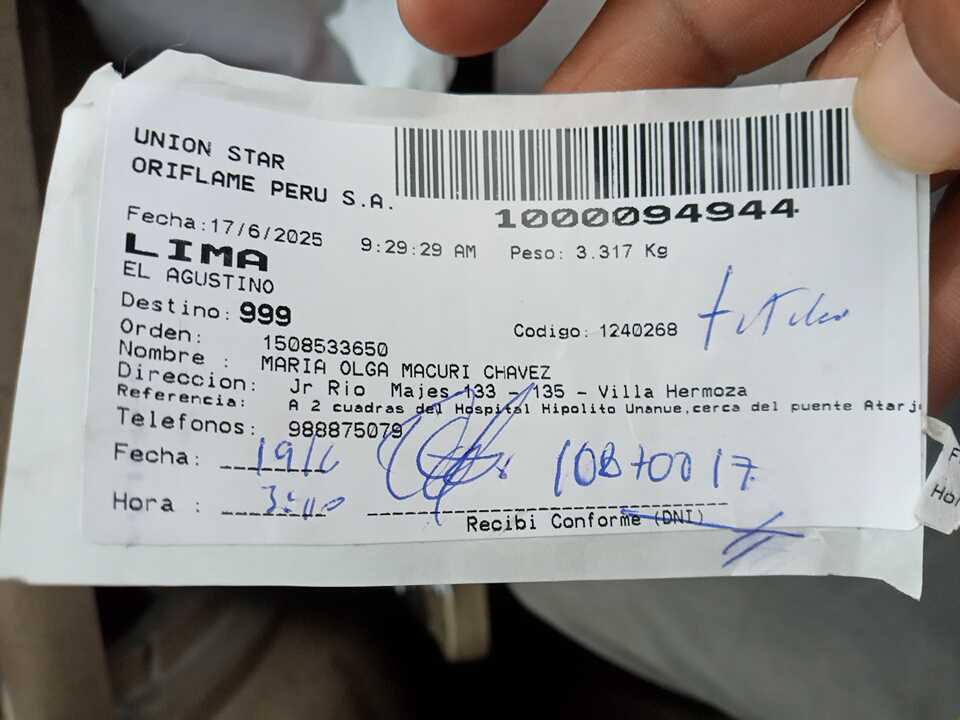 UNION STAR
ORIFLAME PERU S.A.
1000094944
Fecha:17/6/2025 9:29:29 AM Peso: 3.317 Kg
LIMA
EL AGUSTINO
Destino: 999
Codigo: 1240268
Orden: 1508533650
Nombre : MARIA OLGA MACURI CHAVEZ
Direccion: Jr Rio Majes 133 - 135 - Villa Hermoza
Referencia: A 2 cuadras del Hospital Hipolito Unanue,cerca del puente Atarj
Telefonos: 988875079
Fecha: 19/6
Hora : 3:40
Recibi Conforme (DNI)